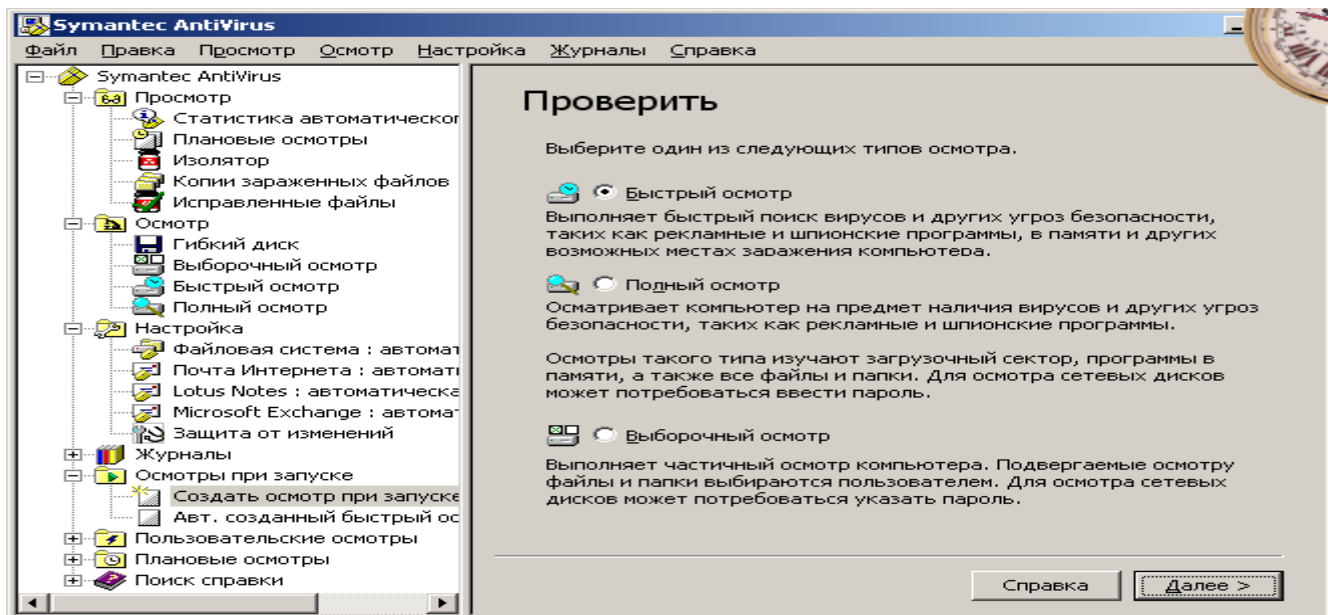 Symantec AntiVirus
Файл Правка Просмотр Осмотр Настройка Журналы Справка
Symantec AntiVirus
Просмотр
Статистика автоматическог
Плановые осмотры
Изолятор
Копии зараженных файлов
Исправленные файлы
Осмотр
Гибкий диск
Выборочный осмотр
Быстрый осмотр
Полный осмотр
Настройка
Файловая система : автомат
Почта Интернета : автомати
Lotus Notes : автоматическа
Microsoft Exchange : автомат
Защита от изменений
Журналы
Осмотры при запуске
Создать осмотр при запуске
Авт. созданный быстрый ос
Пользовательские осмотры
Плановые осмотры
Поиск справки
Проверить
Выберите один из следующих типов осмотра.
Быстрый осмотр
Выполняет быстрый поиск вирусов и других угроз безопасности,
таких как рекламные и шпионские программы, в памяти и других
возможных местах заражения компьютера.
Полный осмотр
Осматривает компьютер на предмет наличия вирусов и других угроз
безопасности, таких как рекламные и шпионские программы.
Осмотры такого типа изучают загрузочный сектор, программы в
памяти, а также все файлы и папки. Для осмотра сетевых дисков
может потребоваться ввести пароль.
Выборочный осмотр
Выполняет частичный осмотр компьютера. Подвергаемые осмотру
файлы и папки выбираются пользователем. Для осмотра сетевых
дисков может потребоваться указать пароль.
Справка
Далее >